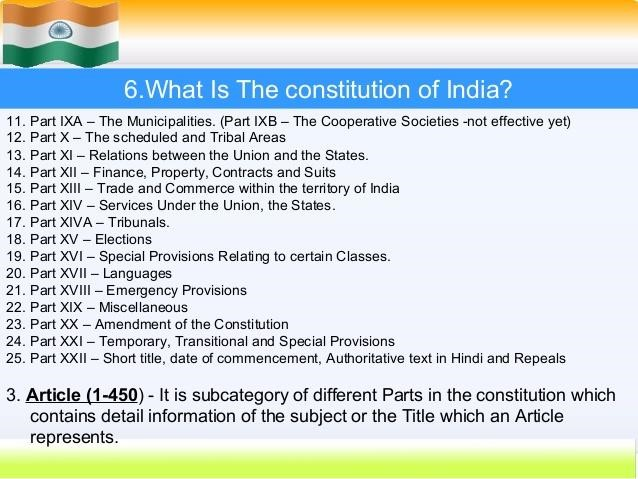 6.What Is The constitution of India?
11. Part IXA – The Municipalities. (Part IXB – The Cooperative Societies -not effective yet)
12. Part X – The scheduled and Tribal Areas
13. Part XI – Relations between the Union and the States.
14. Part XII – Finance, Property, Contracts and Suits
15. Part XIII – Trade and Commerce within the territory of India
16. Part XIV – Services Under the Union, the States.
17. Part XIVA – Tribunals.
18. Part XV – Elections
19. Part XVI – Special Provisions Relating to certain Classes.
20. Part XVII – Languages
21. Part XVIII – Emergency Provisions
22. Part XIX – Miscellaneous
23. Part XX – Amendment of the Constitution
24. Part XXI – Temporary, Transitional and Special Provisions
25. Part XXII – Short title, date of commencement, Authoritative text in Hindi and Repeals
3. Article (1-450) - It is subcategory of different Parts in the constitution which
contains detail information of the subject or the Title which an Article
represents.